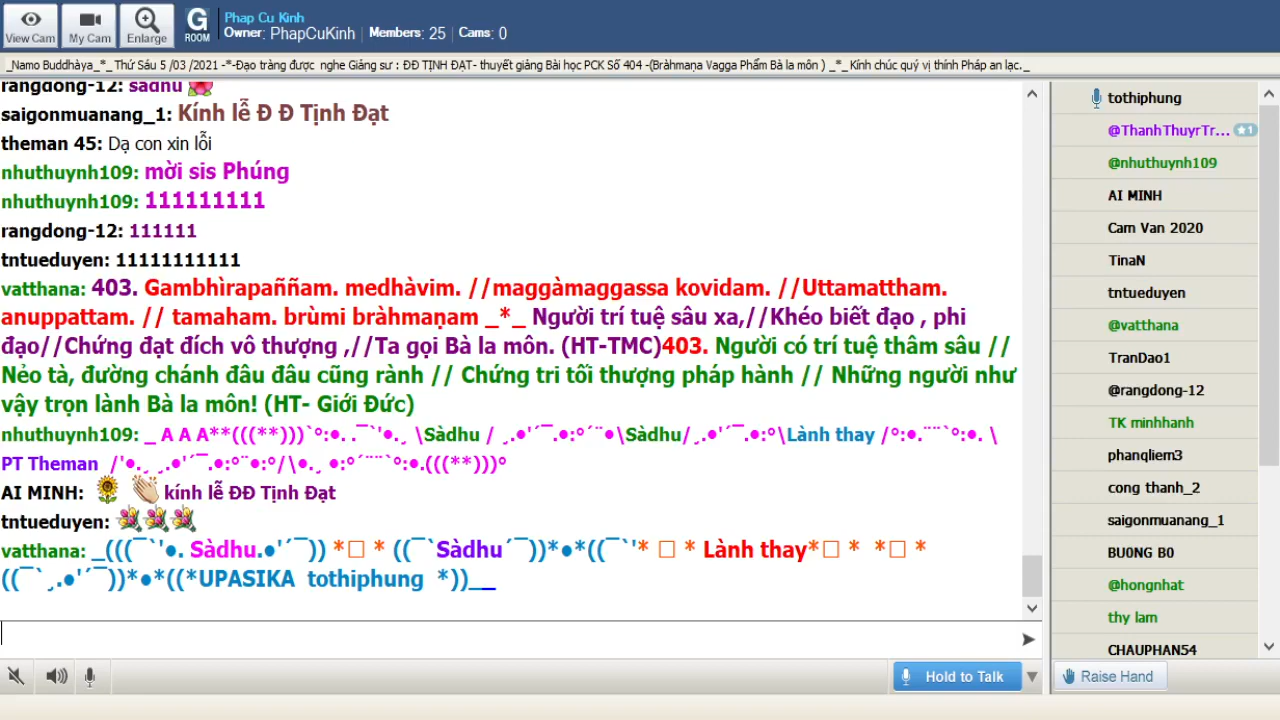 View Cam
My Cam
Enlarge
G
ROOM
Phap Cu Kinh
Owner: PhapCuKinh | Members: 25 | Cams: 0
_Namo Buddhàya_*_Thứ Sáu 5 /03 /2021 -*-Đạo tràng được nghe Giảng sư : ĐĐ TỊNH ĐẠT- thuyết giảng Bài học PCK Số 404 -(Bràhmaṇa Vagga Phẩm Bà la môn ) _*_Kính chúc quý vị thính Pháp an lạc._
rangdong-12: sadhu
saigonmuanang_1: Kính lễ Đ Đ Tịnh Đạt
theman 45: Dạ con xin lỗi
nhuthuynh109: mời sis Phúng
nhuthuynh109: 111111111
rangdong-12: 111111
tntueduyen: 11111111111
vatthana: 403. Gambhìrapaññam. medhàvim. //maggàmaggassa kovidam. //Uttamattham.
anuppattam. // tamaham. brùmi bràhmaṇam _*_ Người trí tuệ sâu xa,//Khéo biết đạo , phi
đạo//Chứng đạt đích vô thượng ,//Ta gọi Bà la môn. (HT-TMC)403. Người có trí tuệ thâm sâu //
Nẻo tà, đường chánh đâu đâu cũng rành // Chứng tri tối thượng pháp hành // Những người như
vậy trọn lành Bà la môn! (HT- Giới Đức)
nhuthuynh109: _ A A A**(((**)))`°:•. .¯`'•.¸ \Sàdhu / ¸.•'´¯.•:°´¨•\Sàdhu/¸.•'´¯.•:°\Lành thay /°:•.¨¨`°:•. \
PT Theman /'•.¸ ¸.•'´¯.•:°¨•:°/\•.¸ •:°´¨¨`°:•.(((**)))°
AI MINH: kính lễ ĐĐ Tịnh Đạt
tntueduyen:
vatthana: _(((¯`'•. Sàdhu.•'´¯)) *□ * ((¯`Sàdhu´¯))*•*((¯`'* □ * Lành thay*□ * *□ *
((¯`¸.•'´¯))*•*((*UPASIKA tothiphung *))__
Hold to Talk
tothiphung
@ThanhThuyrTr... 1
@nhuthuynh109
AI MINH
Cam Van 2020
TinaN
tntueduyen
@vatthana
TranDao1
@rangdong-12
TK minhhanh
phanqliem3
cong thanh_2
saigonmuanang_1
BU0NG B0
@hongnhat
thy lam
CHAUPHAN54
Raise Hand